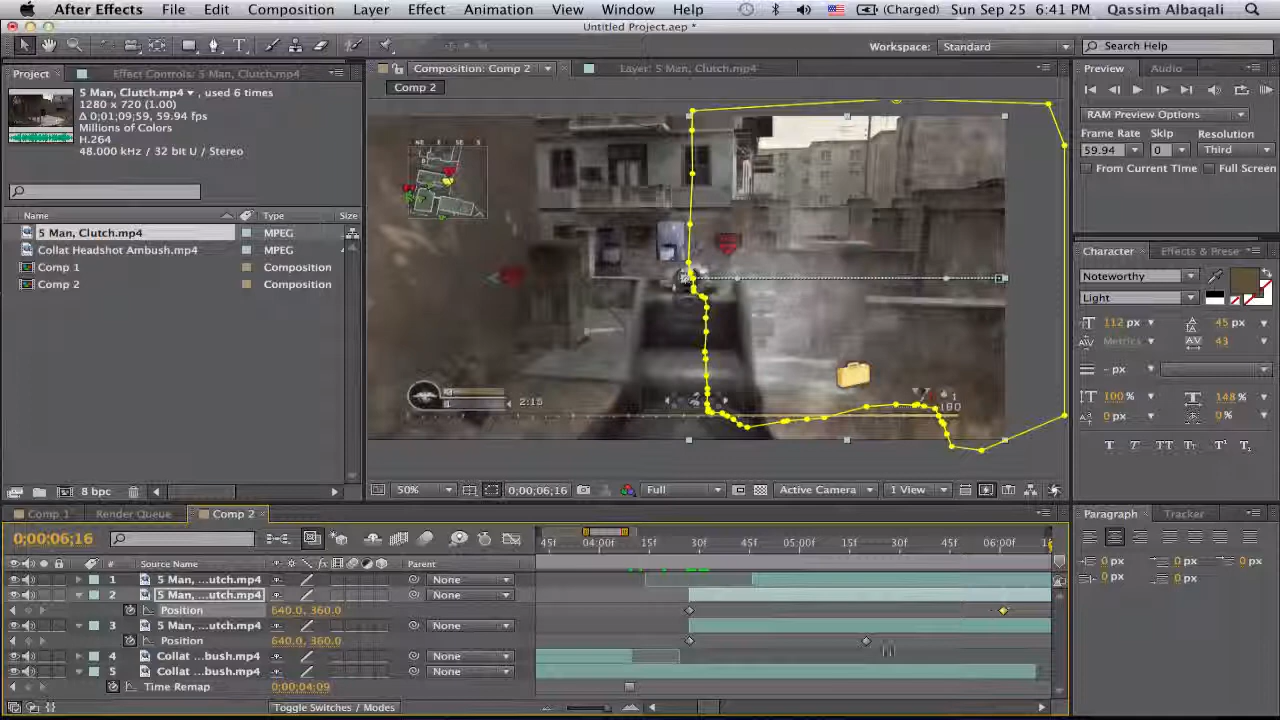 After Effects File Edit Composition Layer Effect Animation View Window Help (Charged) Sun Sep 25 6:41 PM Qassim Albaqali
Untitled Project.aep *
Workspace: Standard Search Help
Project Effect Controls: 5 Man, Clutch.mp4 Composition: Comp 2 Layer: 5 Man, Clutch.mp4 Preview Audio
Comp 2
5 Man, Clutch.mp4 , used 6 times
1280 x 720 (1.00)
Δ 0;01;09;59, 59.94 fps
Millions of Colors
H.264
48.000 kHz / 32 bit U / Stereo
RAM Preview Options
Frame Rate Skip Resolution
59.94 0 Third
From Current Time Full Screen
Name Type Size
5 Man, Clutch.mp4 MPEG
Collat Headshot Ambush.mp4 MPEG
Comp 1 Composition
Comp 2 Composition
Character Effects & Prese
Noteworthy
Light
112 px 45 px
Metrics 43
- px
100 % 148 %
0 px 0 %
T T TT Tt T¹ T₁
NE E SE S
2:15
100
8 bpc
50% 0;00;06;16 Full Active Camera 1 View
Comp 1 Render Queue Comp 2
Paragraph Tracker
0;00;06;16
45f 04:00f 15f 30f 45f 05:00f 15f 30f 45f 06:00f
# Source Name Parent
1 5 Man, ...utch.mp4 None
2 5 Man, ...utch.mp4 None
Position 640.0, 360.0
3 5 Man, ...utch.mp4 None
Position 640.0, 360.0
4 Collat ...bush.mp4 None
5 Collat ...bush.mp4 None
Time Remap 0;00;04;09
Toggle Switches / Modes
0 px 0 px 0 px
0 px 0 px